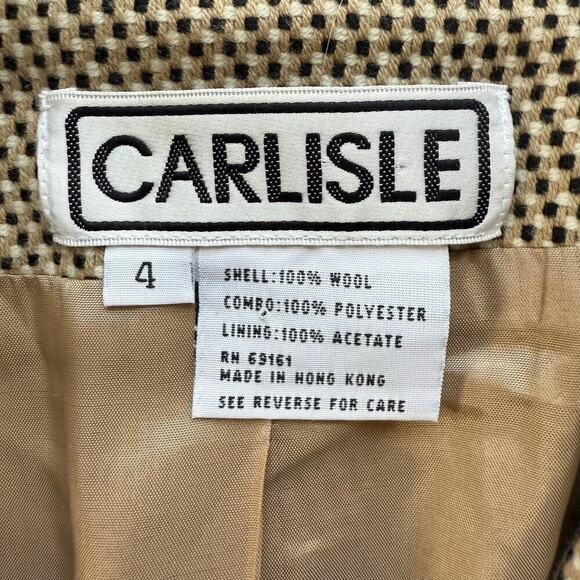 CARLISLE
4
SHELL:100% WOOL
COMBO:100% POLYESTER
LINING:100% ACETATE
RN 69161
MADE IN HONG KONG
SEE REVERSE FOR CARE